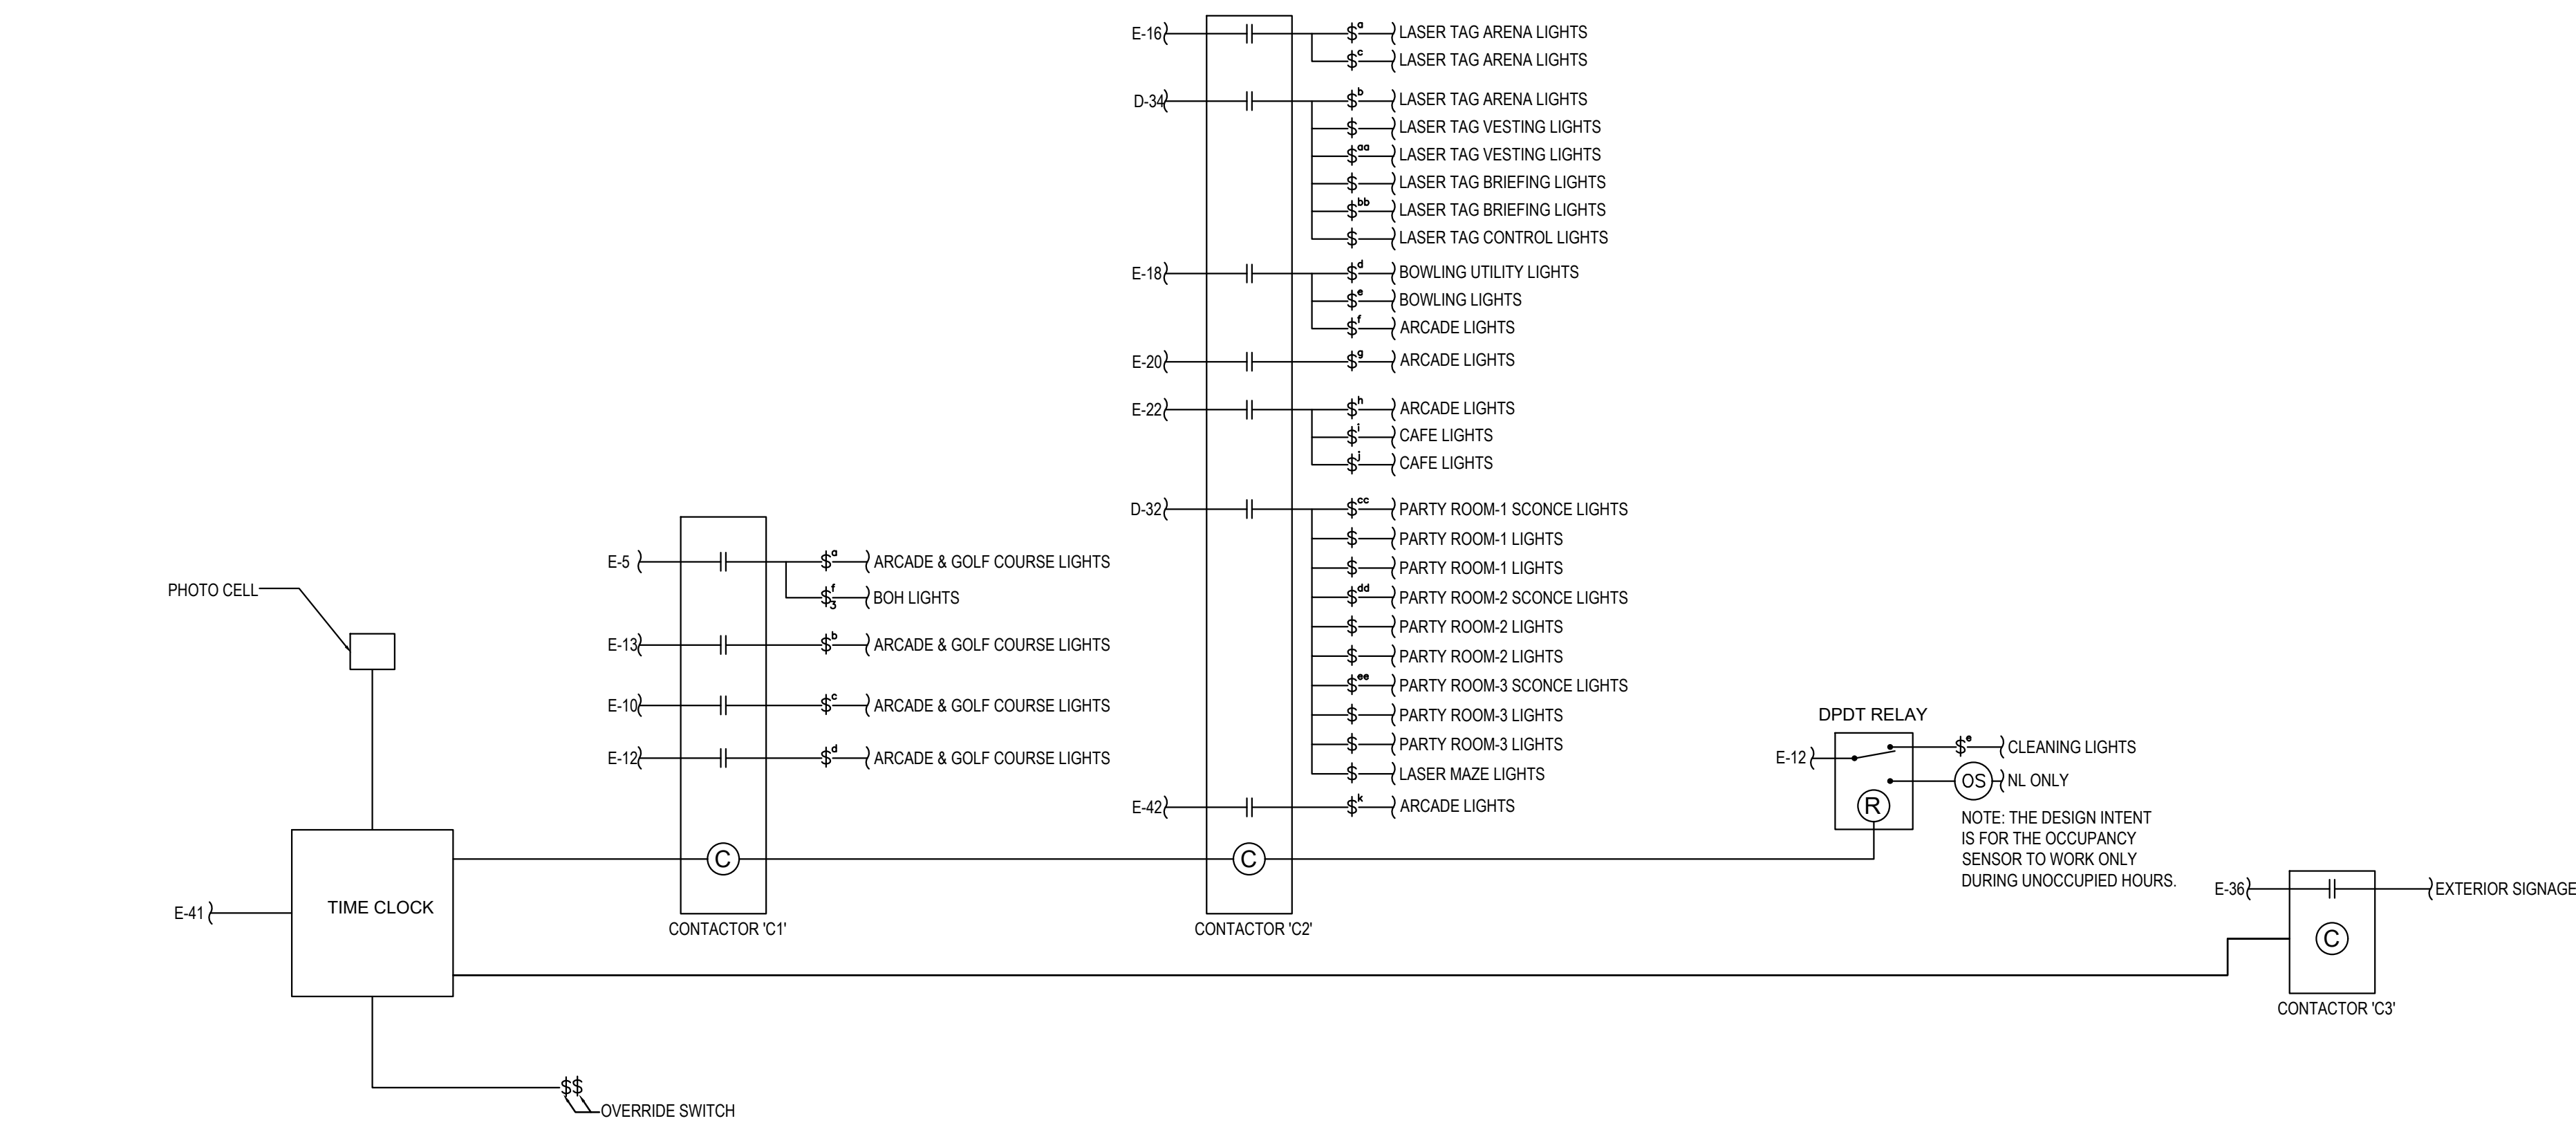 E-16 $a LASER TAG ARENA LIGHTS
$c LASER TAG ARENA LIGHTS
D-34 $b LASER TAG ARENA LIGHTS
$ LASER TAG VESTING LIGHTS
$aa LASER TAG VESTING LIGHTS
$ LASER TAG BRIEFING LIGHTS
$bb LASER TAG BRIEFING LIGHTS
$ LASER TAG CONTROL LIGHTS
E-18 $d BOWLING UTILITY LIGHTS
$e BOWLING LIGHTS
$f ARCADE LIGHTS
E-20 $g ARCADE LIGHTS
E-22 $h ARCADE LIGHTS
$i CAFE LIGHTS
$j CAFE LIGHTS
D-32 $cc PARTY ROOM-1 SCONCE LIGHTS
$ PARTY ROOM-1 LIGHTS
$ PARTY ROOM-1 LIGHTS
$dd PARTY ROOM-2 SCONCE LIGHTS
$ PARTY ROOM-2 LIGHTS
$ PARTY ROOM-2 LIGHTS
$ee PARTY ROOM-3 SCONCE LIGHTS
$ PARTY ROOM-3 LIGHTS
$ PARTY ROOM-3 LIGHTS
$ LASER MAZE LIGHTS
E-42 $k ARCADE LIGHTS
C
CONTACTOR 'C2'
E-5 $a ARCADE & GOLF COURSE LIGHTS
$f3 BOH LIGHTS
E-13 $b ARCADE & GOLF COURSE LIGHTS
E-10 $c ARCADE & GOLF COURSE LIGHTS
E-12 $d ARCADE & GOLF COURSE LIGHTS
C
CONTACTOR 'C1'
PHOTO CELL
E-41 TIME CLOCK
$$
OVERRIDE SWITCH
DPDT RELAY
E-12 $e CLEANING LIGHTS
OS NL ONLY
R
NOTE: THE DESIGN INTENT
IS FOR THE OCCUPANCY
SENSOR TO WORK ONLY
DURING UNOCCUPIED HOURS.
E-36 EXTERIOR SIGNAGE
C
CONTACTOR 'C3'